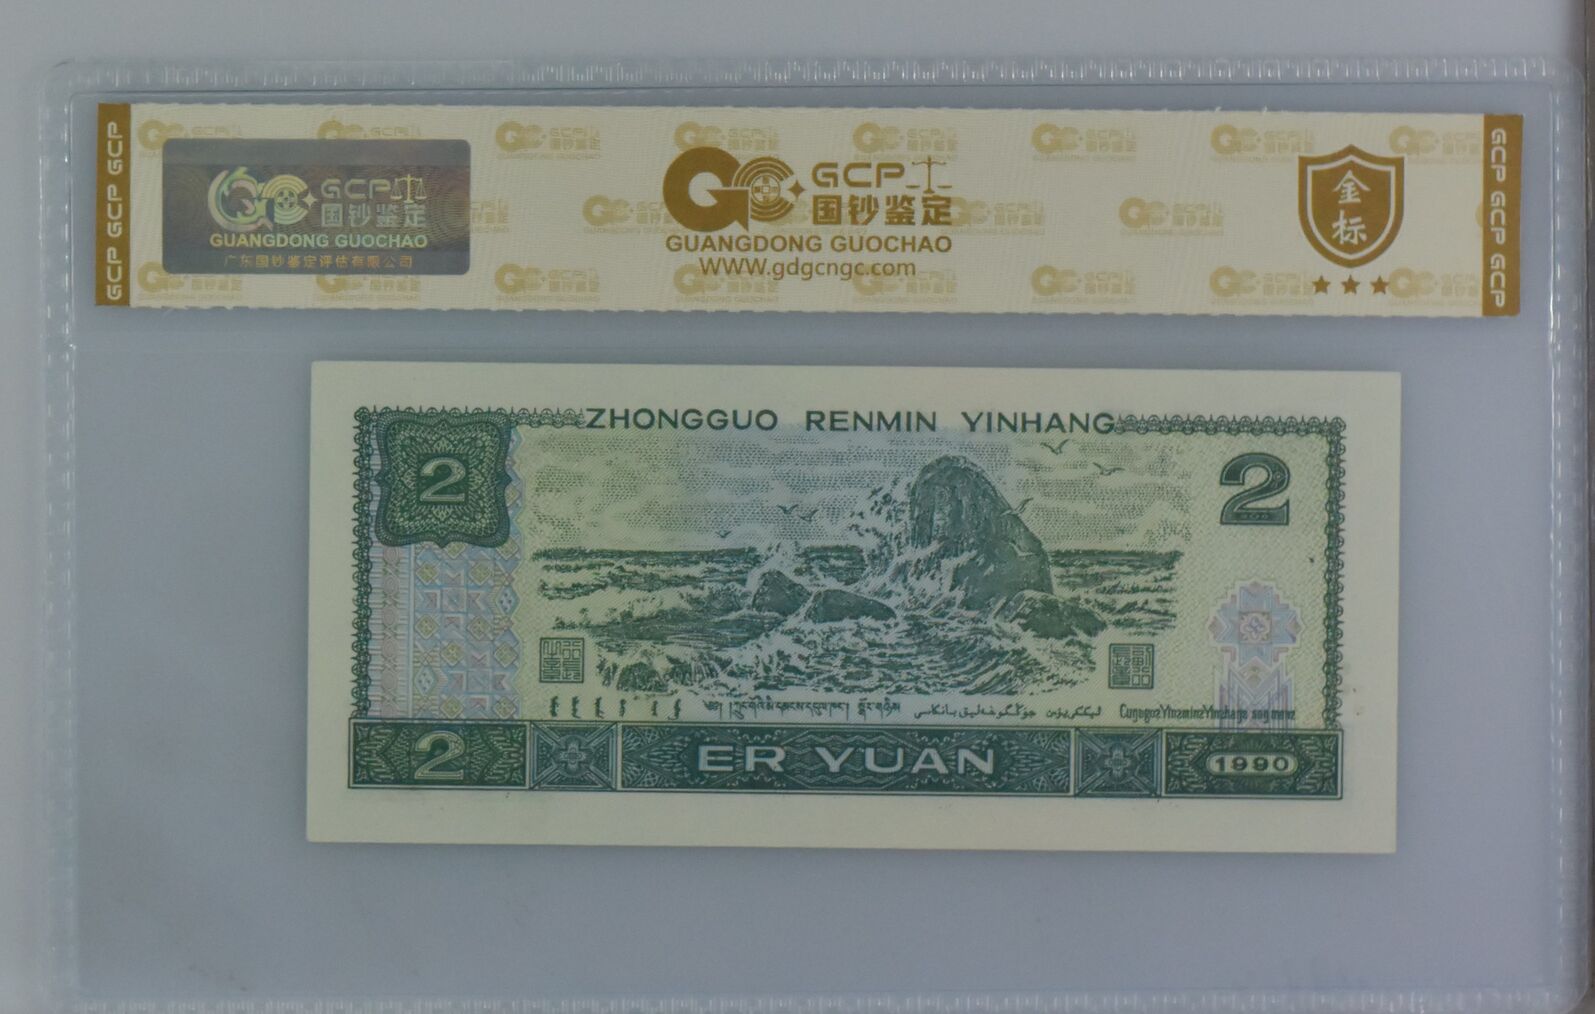 GCP GCP GCP
GCP
国钞鉴定
GUANGDONG GUOCHAO
广东国钞鉴定评估有限公司
GCP
国钞鉴定
GUANGDONG GUOCHAO
WWW.gdgcngc.com
金
标
GCP GCP GCP
ZHONGGUO RENMIN YINHANG
2
2
2
ER YUAN
1990